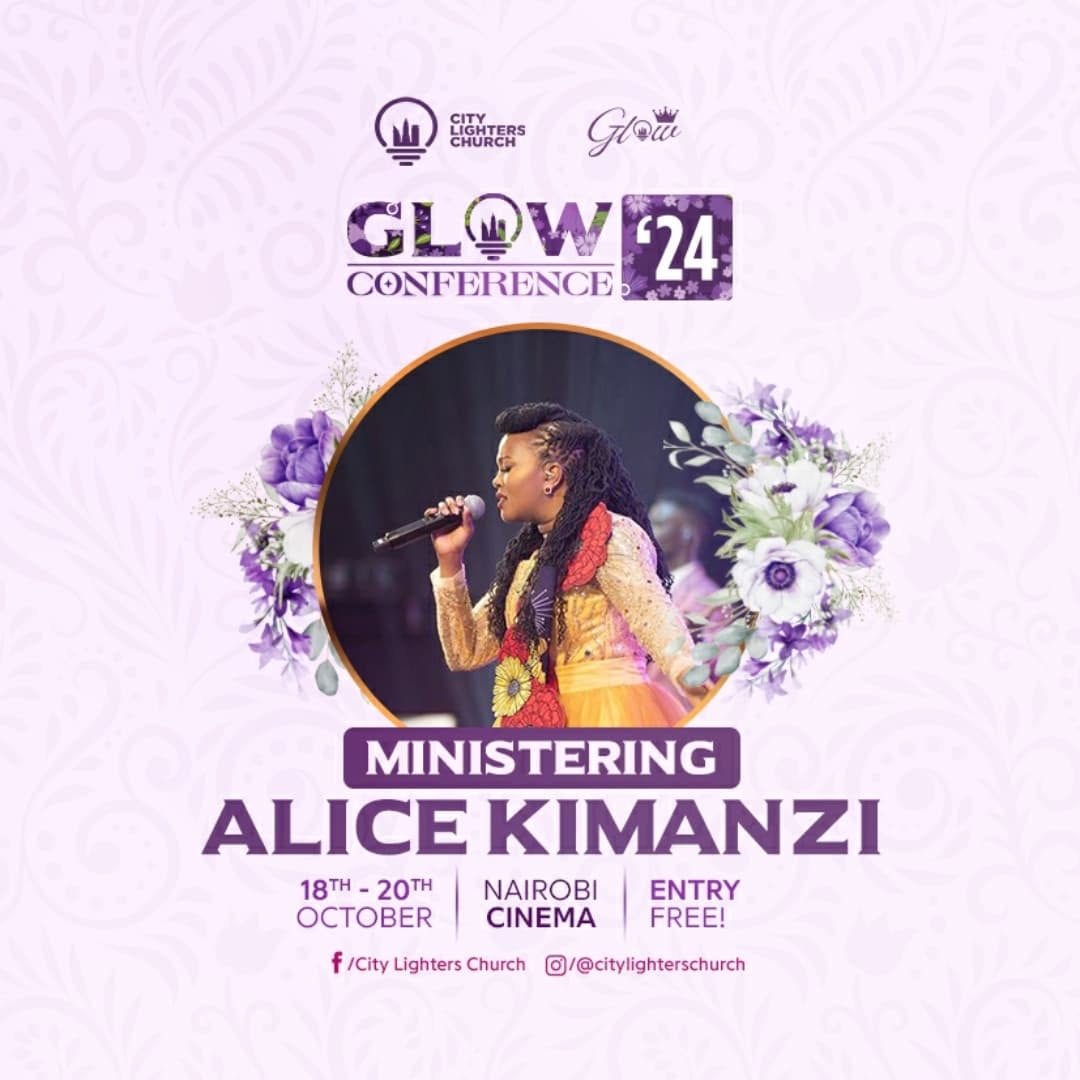 CITY
LIGHTERS
CHURCH
Glow
GLOW
CONFERENCE
‘24
MINISTERING
ALICE KIMANZI
18TH - 20TH
OCTOBER
NAIROBI
CINEMA
ENTRY
FREE!
/City Lighters Church
/@citylighterschurch